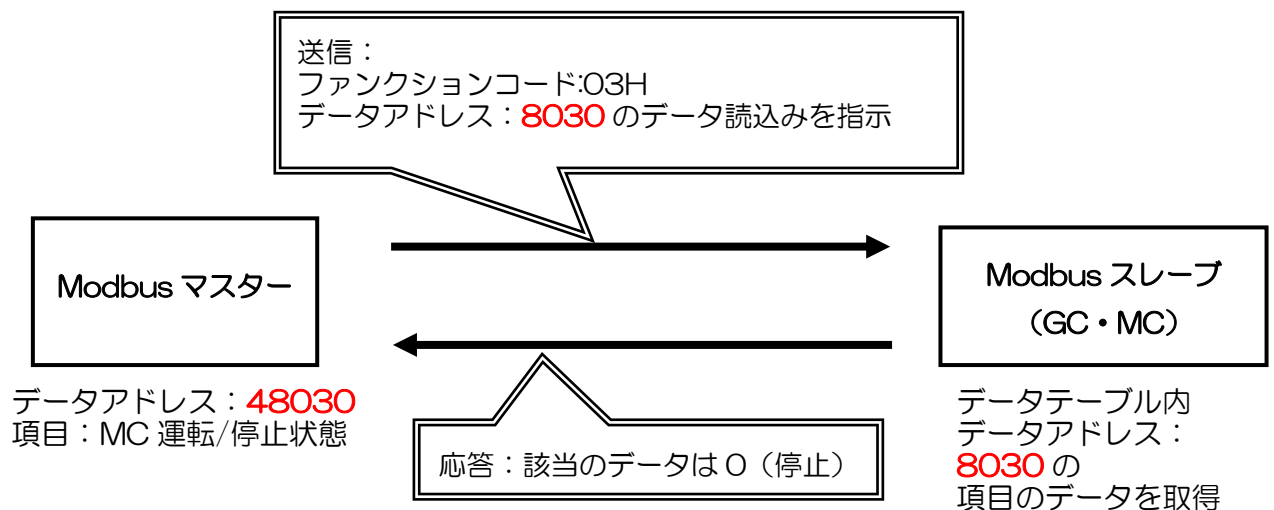 送信：
ファンクションコード:03H
データアドレス：8030 のデータ読込みを指示
Modbus マスター
Modbus スレーブ
（GC・MC）
データアドレス：48030
項目：MC 運転/停止状態
応答：該当のデータは 0（停止）
データテーブル内
データアドレス：
8030 の
項目のデータを取得